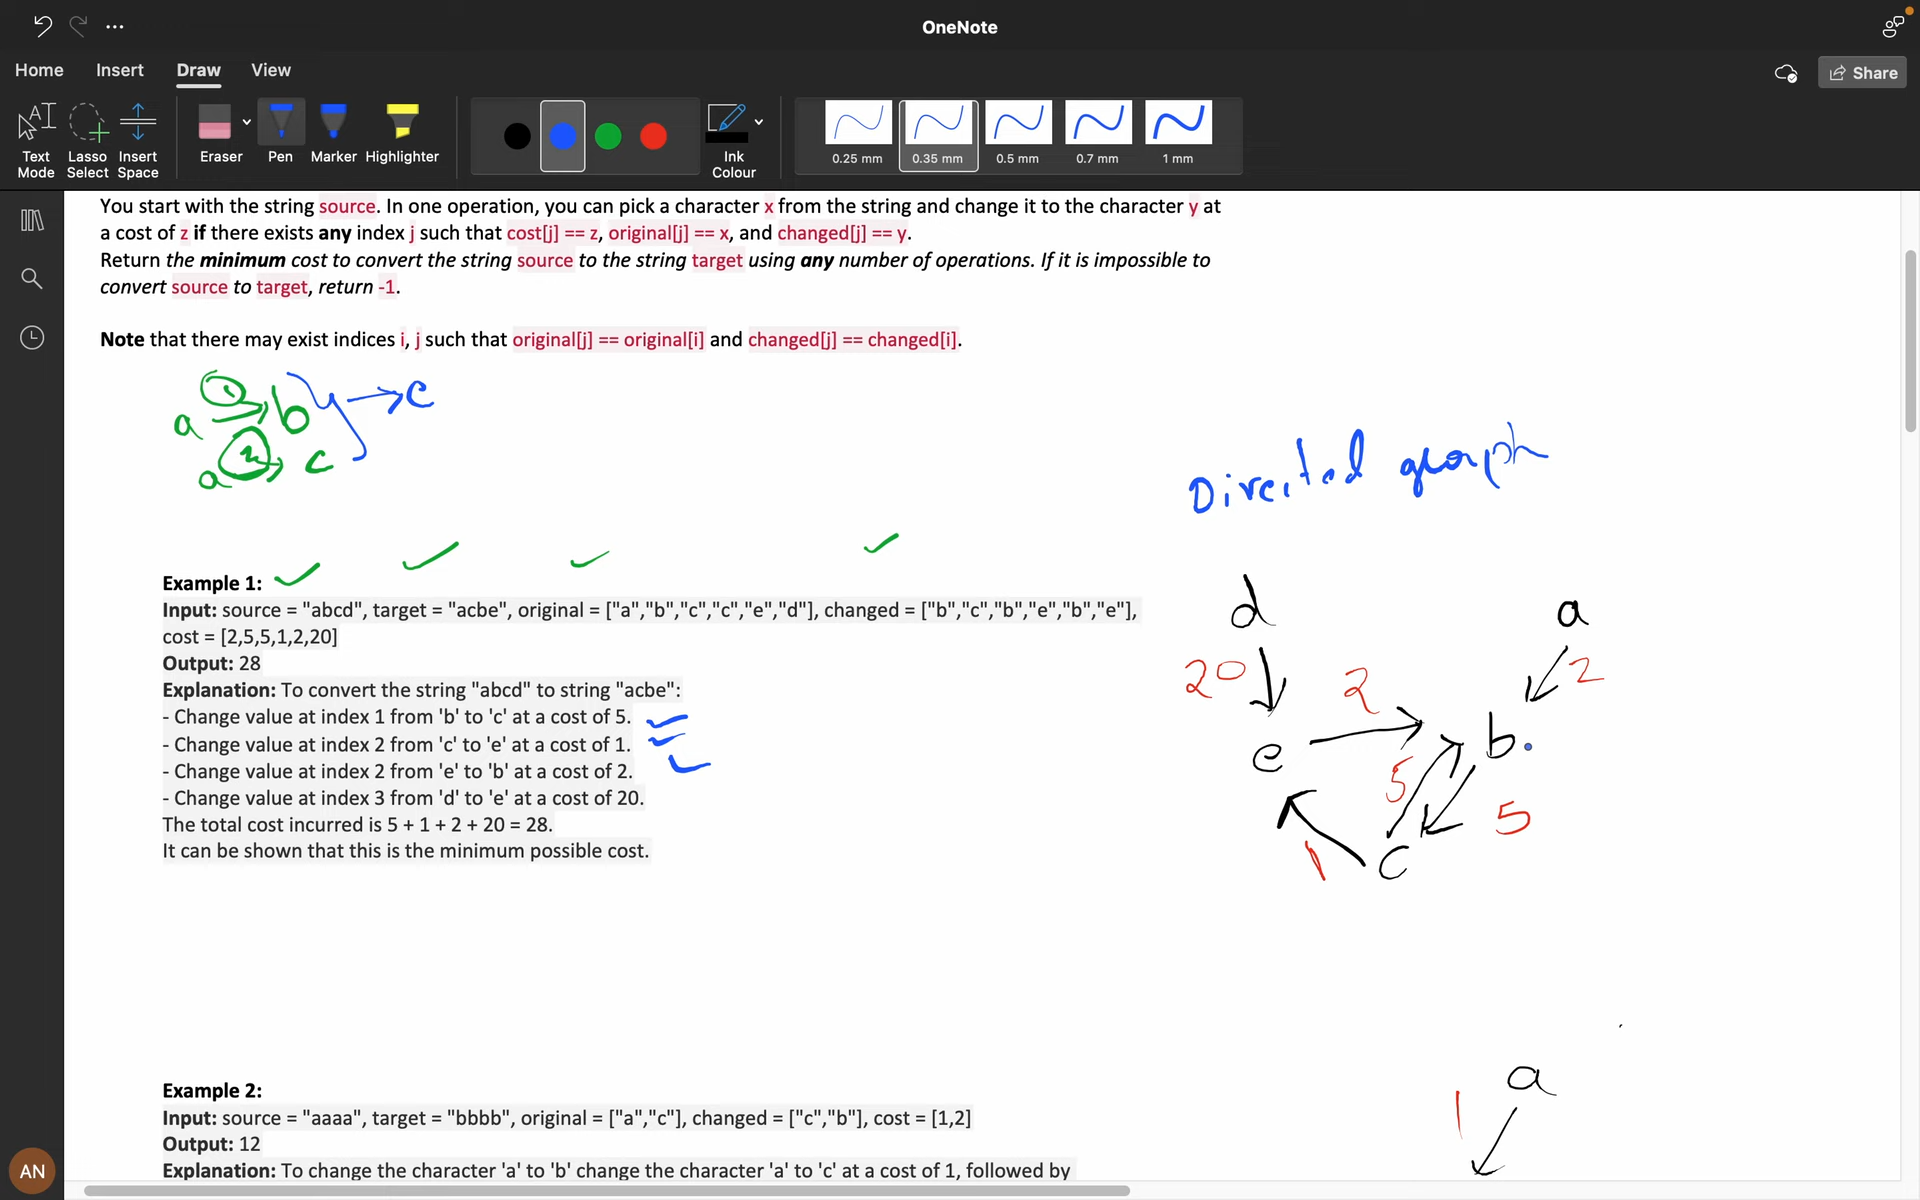 OneNote
Home Insert Draw View
Share
Text Mode
Lasso Select
Insert Space
Eraser
Pen
Marker
Highlighter
Ink Colour
0.25 mm
0.35 mm
0.5 mm
0.7 mm
1 mm
You start with the string source. In one operation, you can pick a character x from the string and change it to the character y at
a cost of z if there exists any index j such that cost[j] == z, original[j] == x, and changed[j] == y.
Return the minimum cost to convert the string source to the string target using any number of operations. If it is impossible to
convert source to target, return -1.
Note that there may exist indices i, j such that original[j] == original[i] and changed[j] == changed[i].
1
a b c
2
a c
Directed graph
Example 1:
Input: source = "abcd", target = "acbe", original = ["a","b","c","c","e","d"], changed = ["b","c","b","e","b","e"],
cost = [2,5,5,1,2,20]
Output: 28
Explanation: To convert the string "abcd" to string "acbe":
- Change value at index 1 from 'b' to 'c' at a cost of 5.
- Change value at index 2 from 'c' to 'e' at a cost of 1.
- Change value at index 2 from 'e' to 'b' at a cost of 2.
- Change value at index 3 from 'd' to 'e' at a cost of 20.
The total cost incurred is 5 + 1 + 2 + 20 = 28.
It can be shown that this is the minimum possible cost.
d a
20 2 2
e b
5 5
1 c
Example 2:
Input: source = "aaaa", target = "bbbb", original = ["a","c"], changed = ["c","b"], cost = [1,2]
Output: 12
Explanation: To change the character 'a' to 'b' change the character 'a' to 'c' at a cost of 1, followed by
a
1
AN